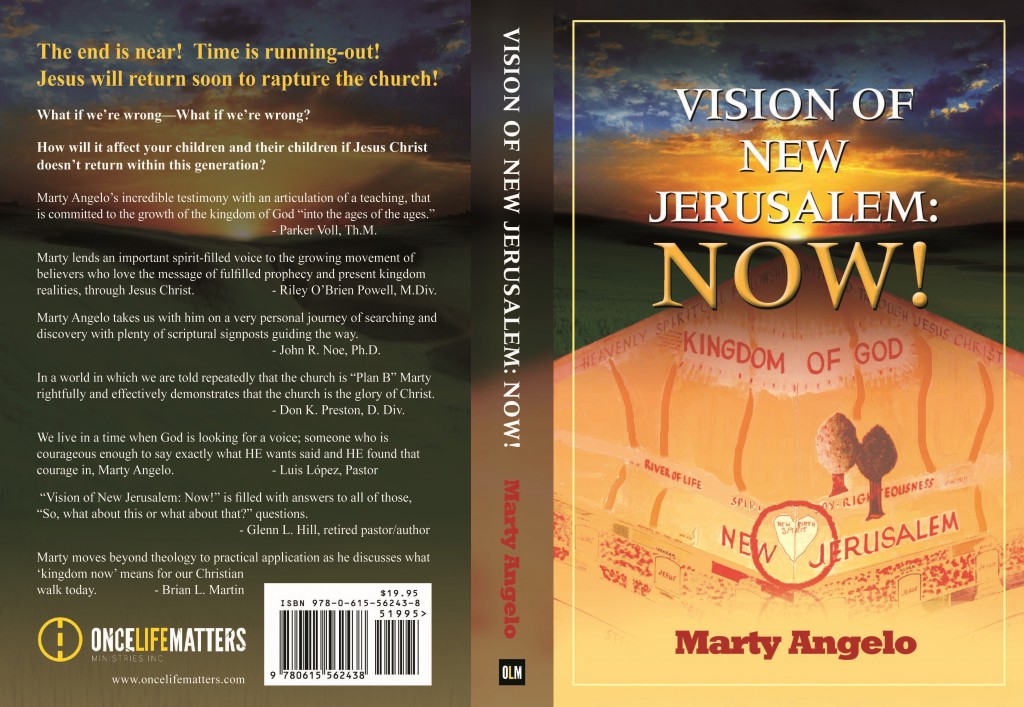 The end is near! Time is running-out!
Jesus will return soon to rapture the church!
What if we're wrong—What if we're wrong?
How will it affect your children and their children if Jesus Christ
doesn't return within this generation?
Marty Angelo's incredible testimony with an articulation of a teaching, that
is committed to the growth of the kingdom of God “into the ages of the ages.”
- Parker Voll, Th.M.
Marty lends an important spirit-filled voice to the growing movement of
believers who love the message of fulfilled prophecy and present kingdom
realities, through Jesus Christ. - Riley O'Brien Powell, M.Div.
Marty Angelo takes us with him on a very personal journey of searching and
discovery with plenty of scriptural signposts guiding the way.
- John R. Noe, Ph.D.
In a world in which we are told repeatedly that the church is “Plan B” Marty
rightfully and effectively demonstrates that the church is the glory of Christ.
- Don K. Preston, D. Div.
We live in a time when God is looking for a voice; someone who is
courageous enough to say exactly what HE wants said and HE found that
courage in, Marty Angelo. - Luis López, Pastor
“Vision of New Jerusalem: Now!” is filled with answers to all of those,
“So, what about this or what about that?” questions.
- Glenn L. Hill, retired pastor/author
Marty moves beyond theology to practical application as he discusses what
‘kingdom now’ means for our Christian
walk today. - Brian L. Martin
ONCELIFEMATTERS
MINISTRIES INC
www.oncelifematters.com
$19.95
ISBN 978-0-615-56243-8
51995>
9 780615 562438
VISION OF NEW JERUSALEM: NOW!
Marty Angelo
OLM
VISION OF
NEW
JERUSALEM:
NOW!
HEAVENLY SPIRITU
THROUGH JESUS CHRIST
KINGDOM OF GOD
RIVER OF LIFE
SPIRI
BY-RIGHTEOUSNESS
NEW BIRTH
SPIRIT
NEW JERUSALEM
JESUS
Marty Angelo